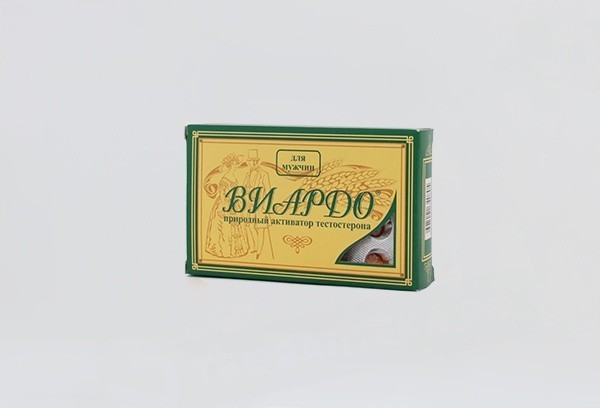 для
мужчин
ВИАРДО®
природный активатор тестостерона